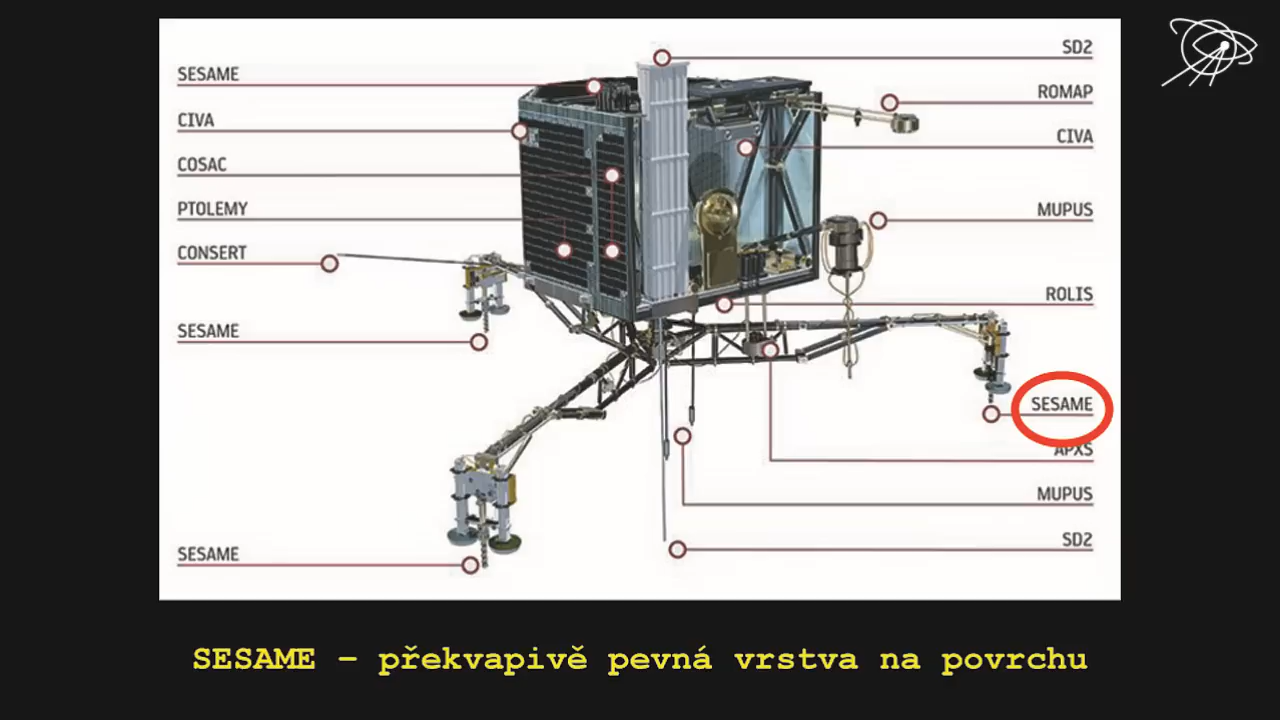 SESAME
CIVA
COSAC
PTOLEMY
CONSERT
SESAME
SESAME
SD2
ROMAP
CIVA
MUPUS
ROLIS
SESAME
APXS
MUPUS
SD2
SESAME – překvapivě pevná vrstva na povrchu